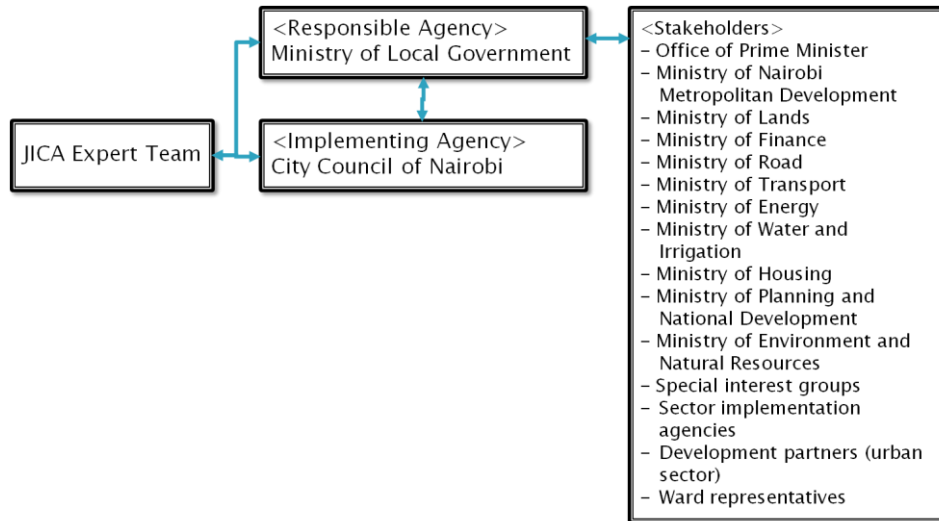 JICA Expert Team
<Responsible Agency>
Ministry of Local Government
<Implementing Agency>
City Council of Nairobi
<Stakeholders>
– Office of Prime Minister
– Ministry of Nairobi
Metropolitan Development
– Ministry of Lands
– Ministry of Finance
– Ministry of Road
– Ministry of Transport
– Ministry of Energy
– Ministry of Water and
Irrigation
– Ministry of Housing
– Ministry of Planning and
National Development
– Ministry of Environment and
Natural Resources
– Special interest groups
– Sector implementation
agencies
– Development partners (urban
sector)
– Ward representatives